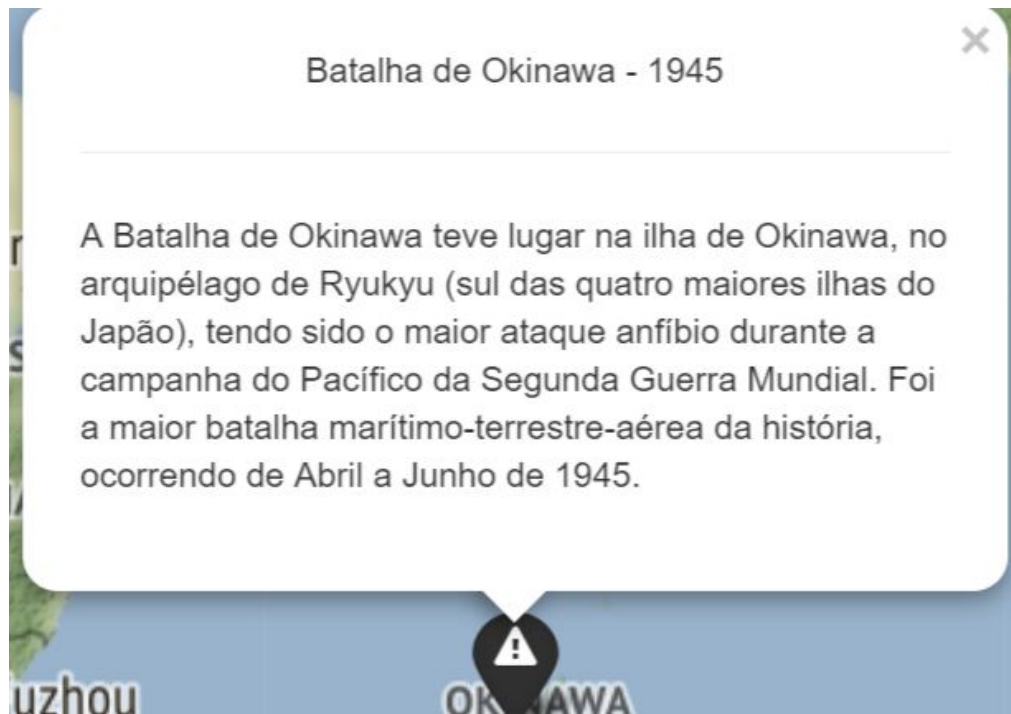 Batalha de Okinawa - 1945
A Batalha de Okinawa teve lugar na ilha de Okinawa, no
arquipélago de Ryukyu (sul das quatro maiores ilhas do
Japão), tendo sido o maior ataque anfíbio durante a
campanha do Pacífico da Segunda Guerra Mundial. Foi
a maior batalha marítimo-terrestre-aérea da história,
ocorrendo de Abril a Junho de 1945.
uzhou
OKINAWA